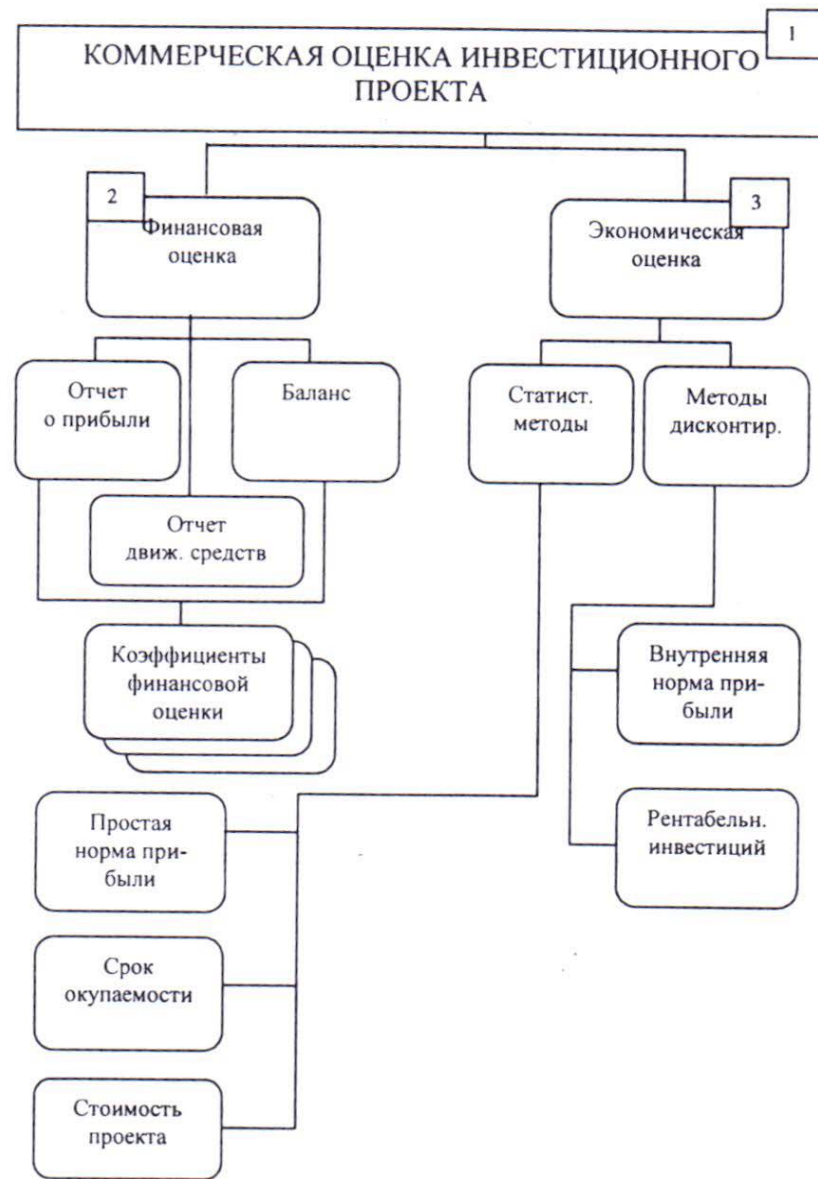 1
КОММЕРЧЕСКАЯ ОЦЕНКА ИНВЕСТИЦИОННОГО
ПРОЕКТА
2
Финансовая
оценка
3
Экономическая
оценка
Отчет
о прибыли
Баланс
Статист.
методы
Методы
дисконтир.
Отчет
движ. средств
Коэффициенты
финансовой
оценки
Внутренняя
норма при-
были
Простая
норма при-
были
Рентабельн.
инвестиций
Срок
окупаемости
Стоимость
проекта